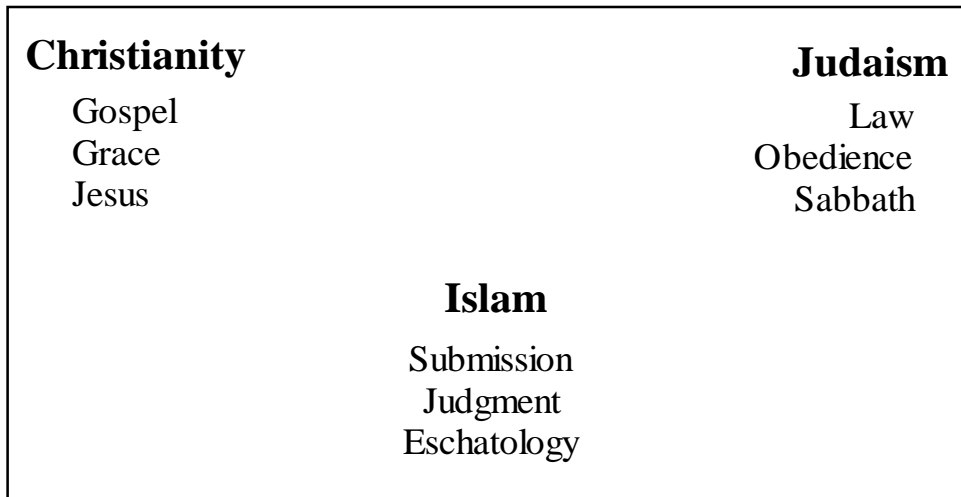 Christianity
Gospel
Grace
Jesus
Judaism
Law
Obedience
Sabbath
Islam
Submission
Judgment
Eschatology